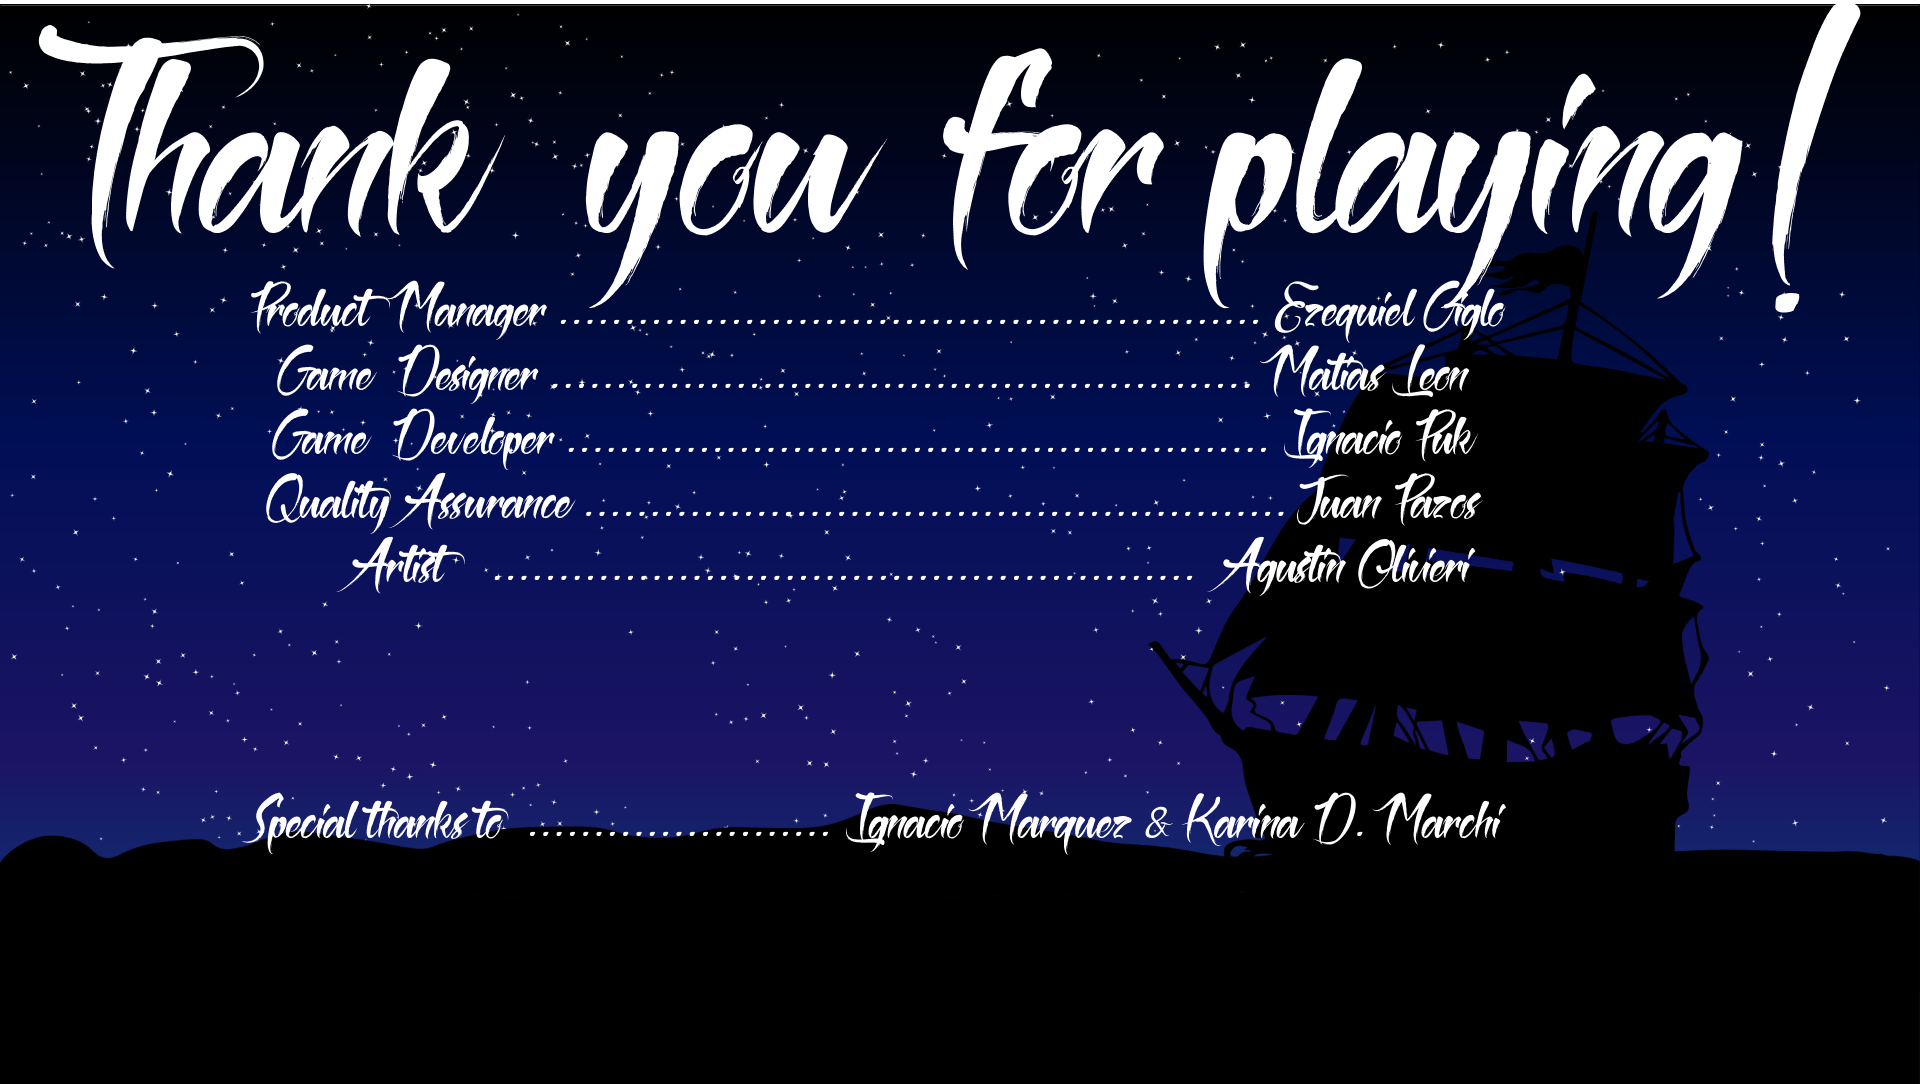 Thank you for playing!
Product Manager ..................................................... Ezequiel Giglo
Game Designer ..................................................... Matias Leon
Game Developer ..................................................... Ignacio Puk
Quality Assurance ..................................................... Juan Pazos
Artist ..................................................... Agustin Olivieri
Special thanks to ....................... Ignacio Marquez & Karina D. Marchi